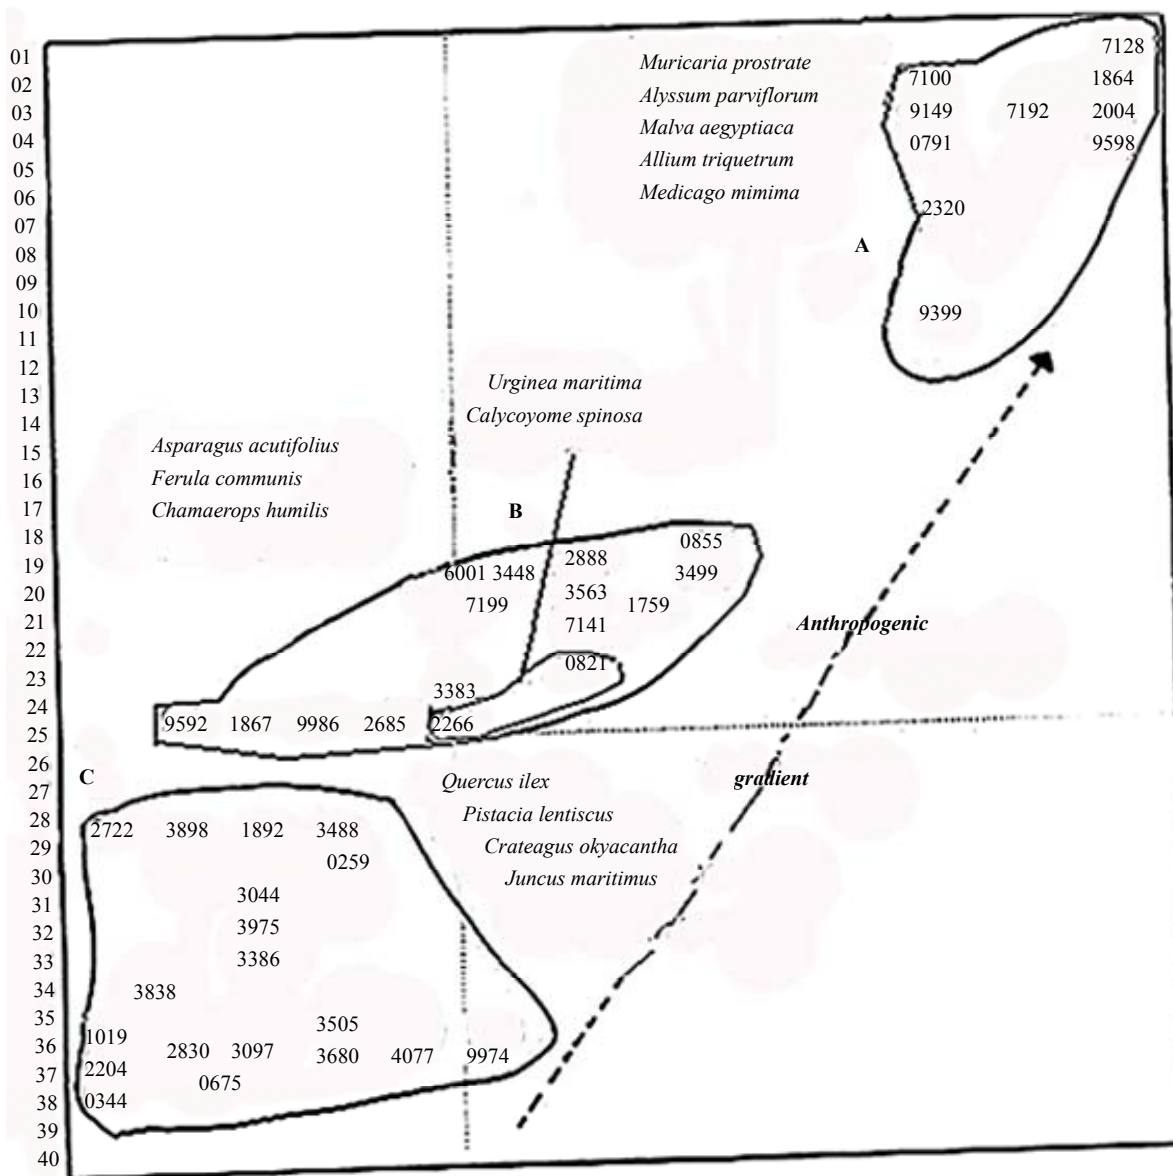 01
02
03
04
05
06
07
08
09
10
11
12
13
14
15
16
17
18
19
20
21
22
23
24
25
26
27
28
29
30
31
32
33
34
35
36
37
38
39
40
7128
Muricaria prostrate
7100 1864
Alyssum parviflorum
9149 7192 2004
Malva aegyptiaca
0791 9598
Allium triquetrum
Medicago mimima
2320
A
9399
Urginea maritima
Calycoyome spinosa
Asparagus acutifolius
Ferula communis
Chamaerops humilis
B
0855
2888
6001 3448 3499
3563
7199 1759
7141
Anthropogenic
0821
3383
9592 1867 9986 2685 2266
C
gradient
Quercus ilex
Pistacia lentiscus
Crateagus okyacantha
Juncus maritimus
2722 3898 1892 3488
0259
3044
3975
3386
3838
3505
1019
2830 3097 3680 4077 9974
2204
0675
0344